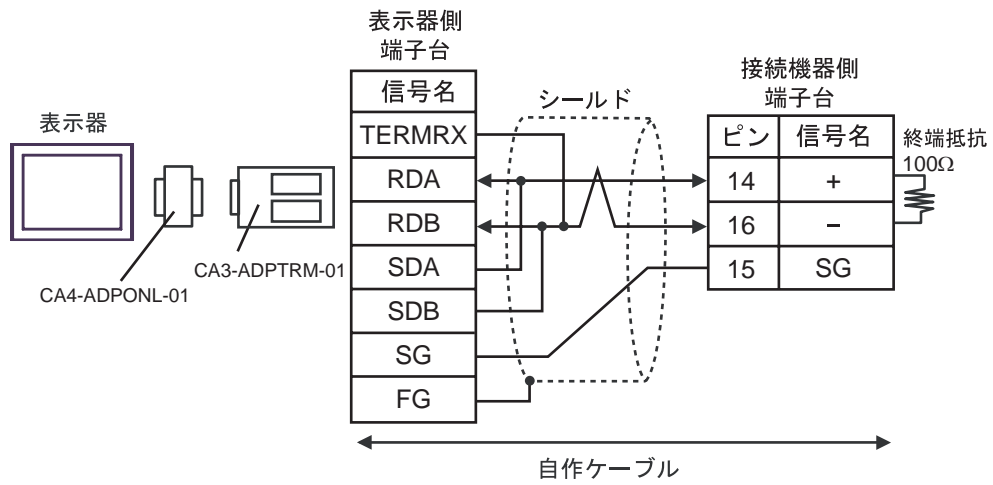 表示器
CA4-ADPONL-01
CA3-ADPTRM-01
表示器側
端子台
信号名
TERMRX
RDA
RDB
SDA
SDB
SG
FG
シールド
接続機器側
端子台
ピン 信号名
14 +
16 −
15 SG
終端抵抗
100Ω
自作ケーブル